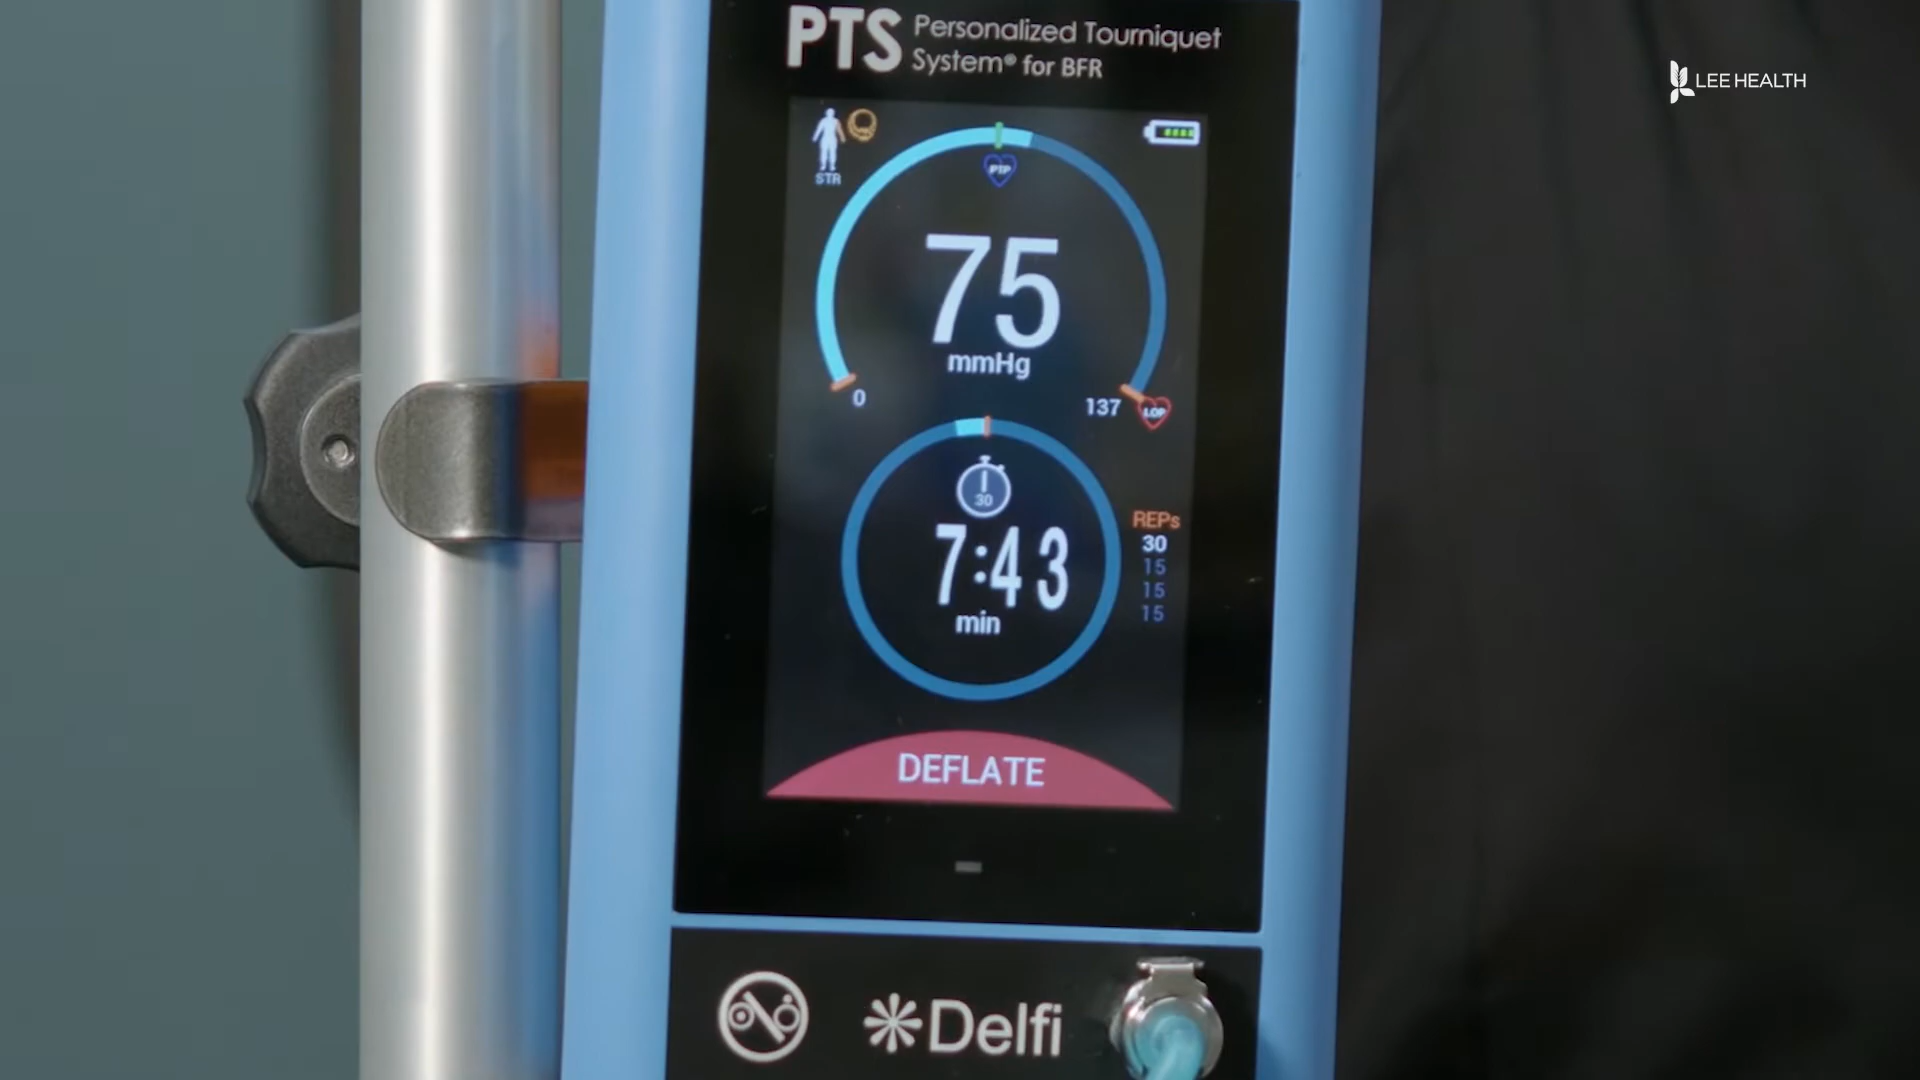 PTS Personalized Tourniquet
System® for BFR
LEE HEALTH
STR
PTP
75
mmHg
0
137
LOP
30
7:43
min
REPs
30
15
15
15
DEFLATE
Delfi